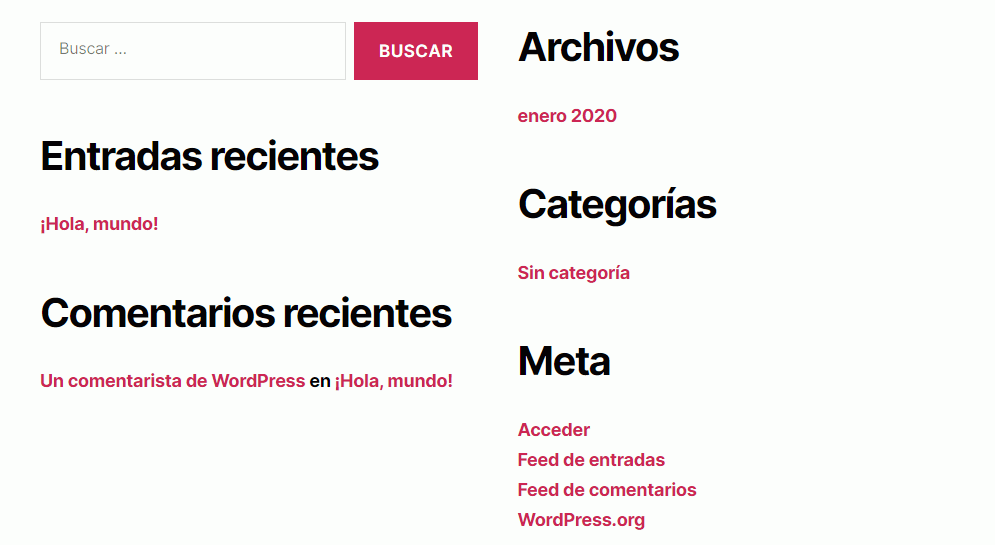 Buscar ...
BUSCAR
Entradas recientes
¡Hola, mundo!
Comentarios recientes
Un comentarista de WordPress en ¡Hola, mundo!
Archivos
enero 2020
Categorías
Sin categoría
Meta
Acceder
Feed de entradas
Feed de comentarios
WordPress.org